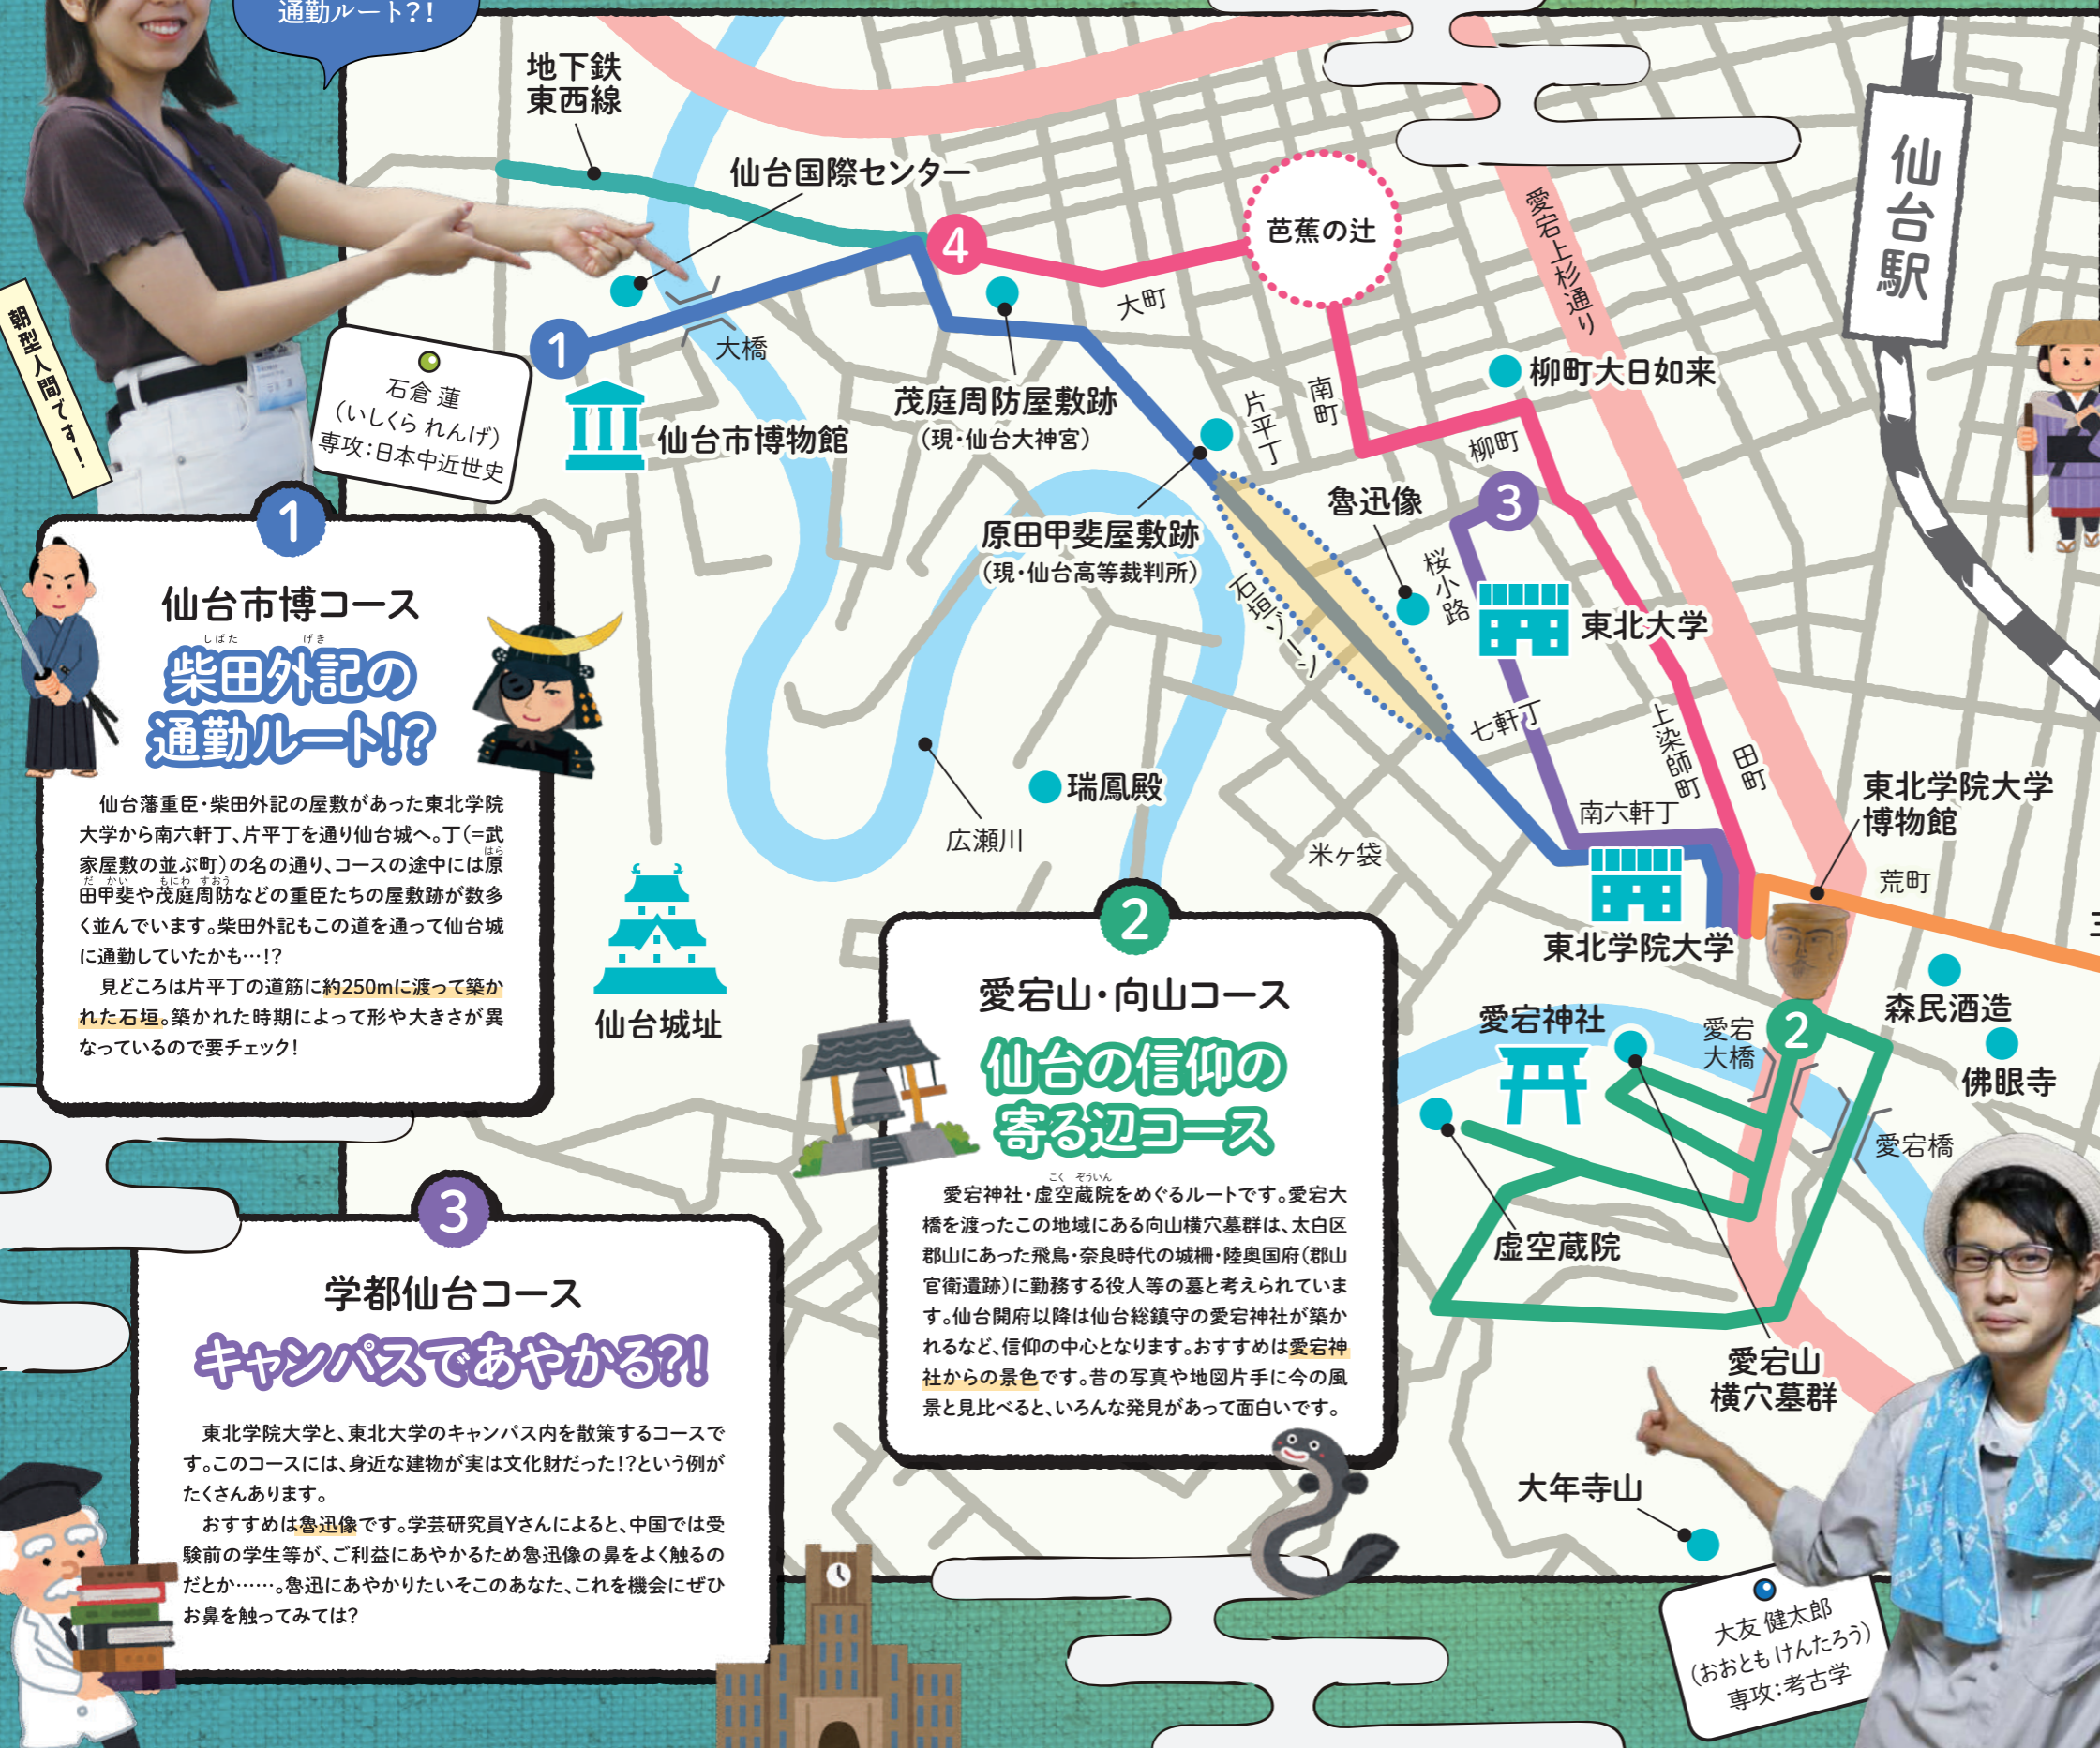 通勤ルート?!
地下鉄
東西線
仙台国際センター
4
芭蕉の辻
愛宕上杉通り
仙台駅
大町
1
大橋
朝型人間です!
石倉 蓮
(いしくら れんげ)
専攻:日本中近世史
仙台市博物館
茂庭周防屋敷跡
(現・仙台大神宮)
片平丁
南町
柳町大日如来
柳町
3
魯迅像
原田甲斐屋敷跡
(現・仙台高等裁判所)
石垣ゾーン
桜小路
東北大学
七軒丁
上染師町
田町
瑞鳳殿
広瀬川
南六軒丁
米ヶ袋
東北学院大学
博物館
荒町
東北学院大学
仙台城址
森民酒造
愛宕神社
愛宕
大橋
2
佛眼寺
愛宕橋
虚空蔵院
愛宕山
横穴墓群
大年寺山
大友 健太郎
(おおとも けんたろう)
専攻:考古学
1
仙台市博コース
しばた げき
柴田外記の
通勤ルート!?
仙台藩重臣・柴田外記の屋敷があった東北学院
大学から南六軒丁、片平丁を通り仙台城へ。丁(=武
家屋敷の並ぶ町)の名の通り、コースの途中には原
はら
だ かい もにわ すおう
田甲斐や茂庭周防などの重臣たちの屋敷跡が数多
く並んでいます。柴田外記もこの道を通って仙台城
に通勤していたかも…!?
見どころは片平丁の道筋に約250mに渡って築か
れた石垣。築かれた時期によって形や大きさが異
なっているので要チェック!
2
愛宕山・向山コース
仙台の信仰の
寄る辺コース
こく ぞういん
愛宕神社・虚空蔵院をめぐるルートです。愛宕大
橋を渡ったこの地域にある向山横穴墓群は、太白区
郡山にあった飛鳥・奈良時代の城柵・陸奥国府(郡山
官衙遺跡)に勤務する役人等の墓と考えられていま
す。仙台開府以降は仙台総鎮守の愛宕神社が築か
れるなど、信仰の中心となります。おすすめは愛宕神
社からの景色です。昔の写真や地図片手に今の風
景と見比べると、いろんな発見があって面白いです。
3
学都仙台コース
キャンパスであやかる?!
東北学院大学と、東北大学のキャンパス内を散策するコースで
す。このコースには、身近な建物が実は文化財だった!?という例が
たくさんあります。
おすすめは魯迅像です。学芸研究員Yさんによると、中国では受
験前の学生等が、ご利益にあやかるため魯迅像の鼻をよく触るの
だとか……。魯迅にあやかりたいそこのあなた、これを機会にぜひ
お鼻を触ってみては?